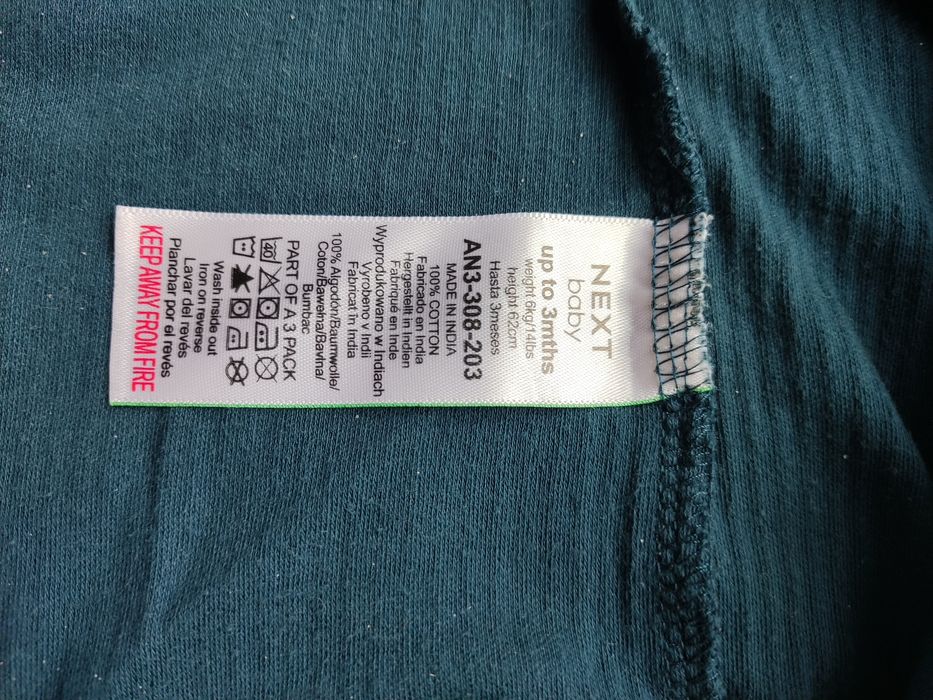 NEXT
baby
up to 3mths
weight 6kg/14lbs
height 62cm
Hasta 3meses
AN3-308-203
MADE IN INDIA
100% COTTON
Fabricado en India
Hergestellt in Indien
Fabriqué en Inde
Wyprodukowano w Indiach
Vyrobeno v Indii
Fabricat în India
100% Algodón/Baumwolle/
Coton/Bawełna/Bavlna/
Bumbac
PART OF A 3 PACK
40
Wash inside out
Iron on reverse
Lavar del revés
Planchar por el revés
KEEP AWAY FROM FIRE